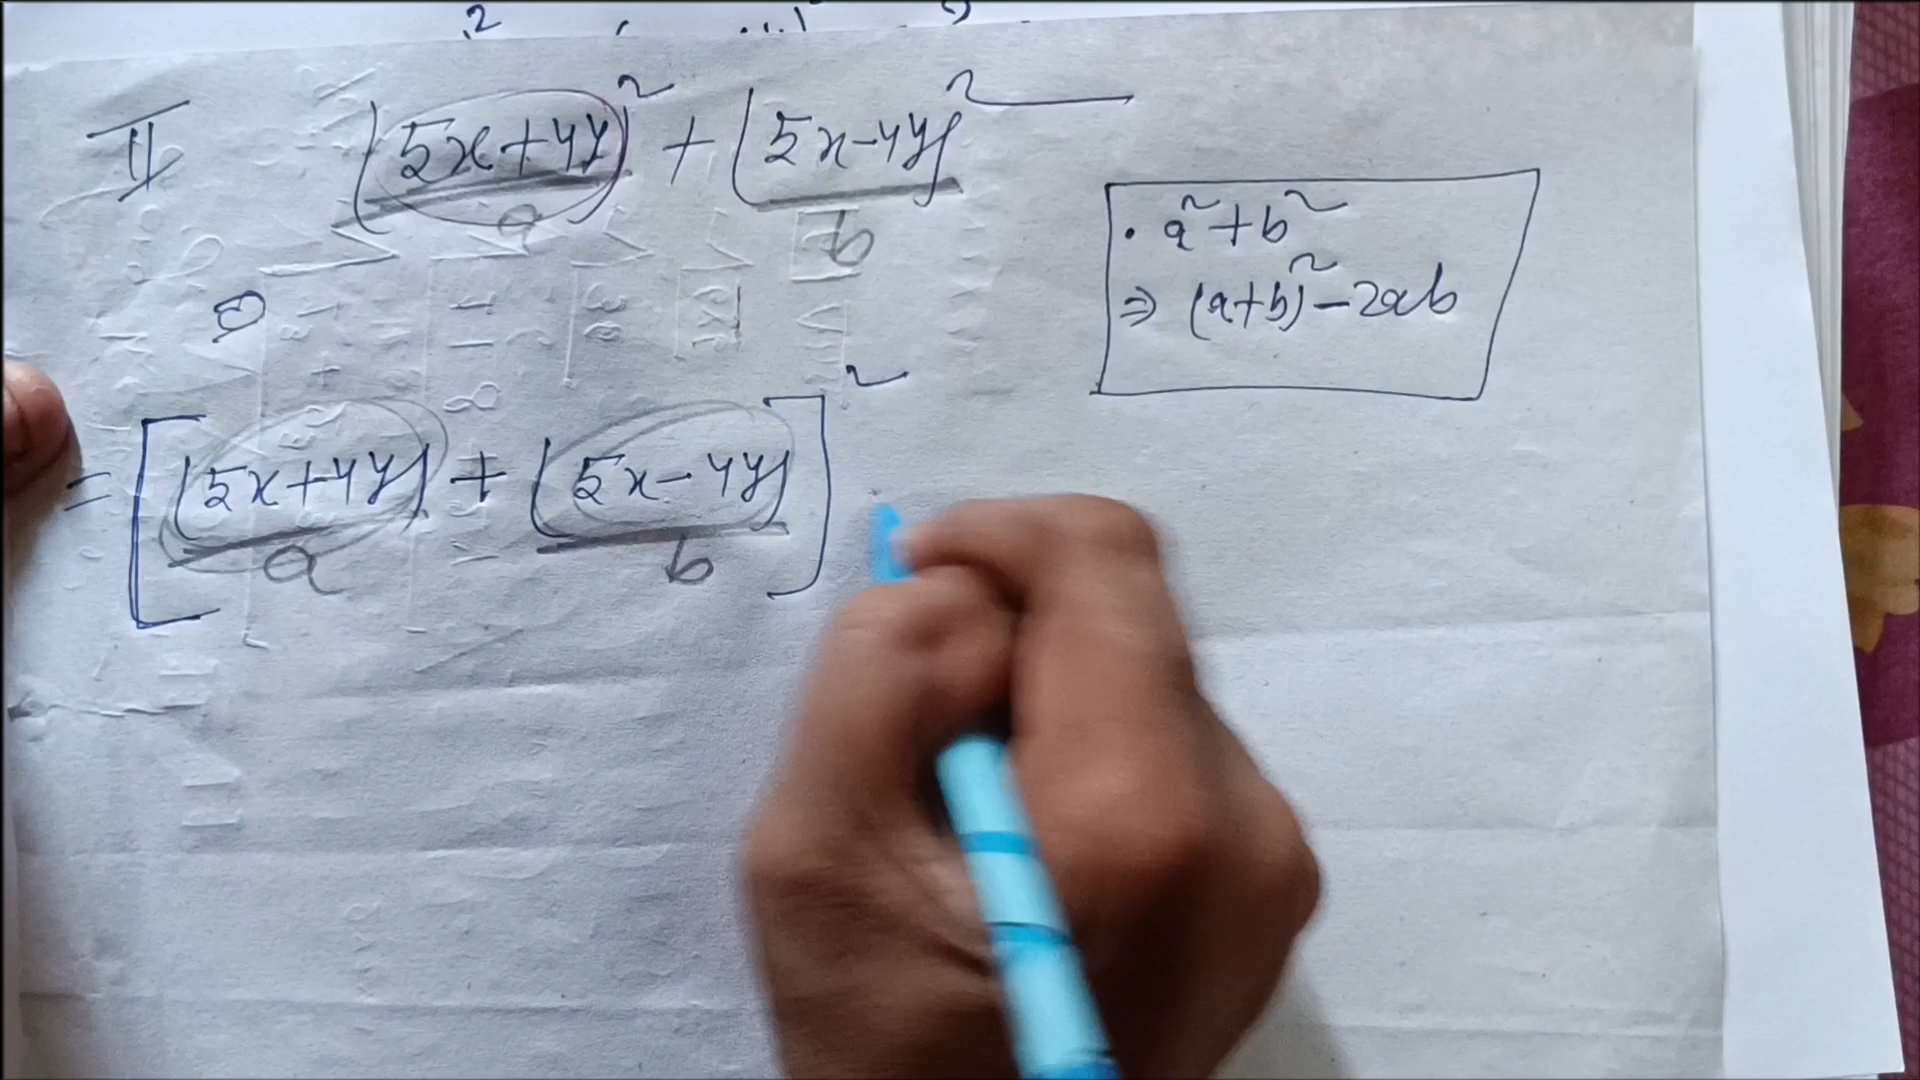 II (5x+4y)² + (5x-4y)²
a b
• a²+b²
⇒ (a+b)²-2ab
= [(5x+4y) + (5x-4y)]²
a b